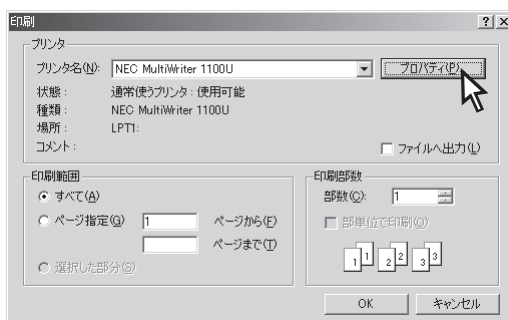 印刷
プリンタ
プリンタ名(N): NEC MultiWriter 1100U プロパティ(P)
状態： 通常使うプリンタ：使用可能
種類： NEC MultiWriter 1100U
場所： LPT1:
コメント： ファイルへ出力(L)
印刷範囲
すべて(A)
ページ指定(G) 1 ページから(F)
ページまで(T)
選択した部分(S)
印刷部数
部数(C): 1
部単位で印刷(O)
1 1 2 2 3 3
OK キャンセル